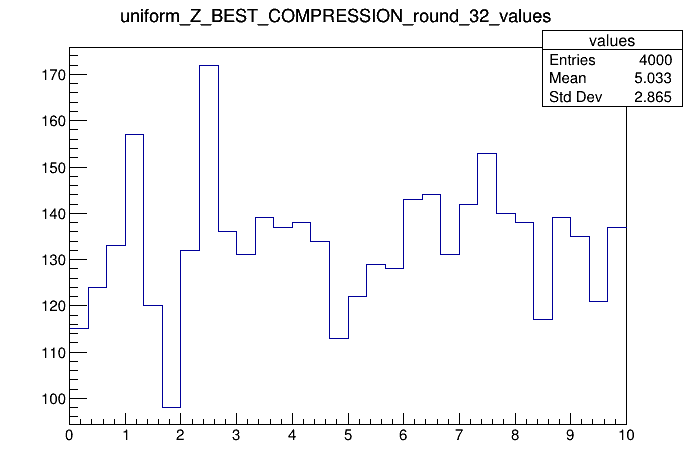 uniform_Z_BEST_COMPRESSION_round_32_values
values
Entries 4000
Mean 5.033
Std Dev 2.865
170
160
150
140
130
120
110
100
0 1 2 3 4 5 6 7 8 9 10